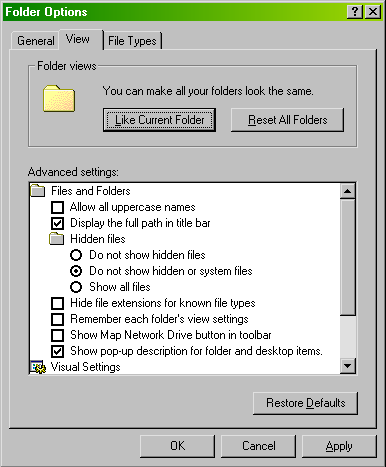 Folder Options
General View File Types
Folder views
You can make all your folders look the same.
Like Current Folder Reset All Folders
Advanced settings:
Files and Folders
Allow all uppercase names
Display the full path in title bar
Hidden files
Do not show hidden files
Do not show hidden or system files
Show all files
Hide file extensions for known file types
Remember each folder's view settings
Show Map Network Drive button in toolbar
Show pop-up description for folder and desktop items.
Visual Settings
Restore Defaults
OK Cancel Apply